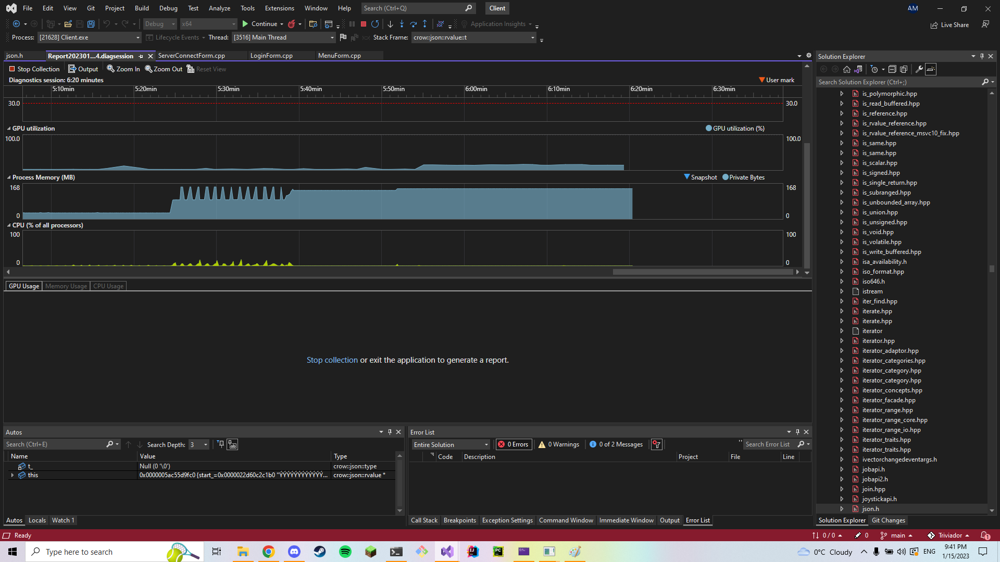 File Edit View Git Project Build Debug Test Analyze Tools Extensions Window Help Search (Ctrl+Q) Client AM
Debug x64 Continue Application Insights Live Share
Process: [21628] Client.exe Lifecycle Events Thread: [3516] Main Thread Stack Frame: crow::json::rvalue::t
json.h Report202301...4.diagsession ServerConnectForm.cpp LoginForm.cpp MenuForm.cpp
Stop Collection Output Zoom In Zoom Out Reset View
Diagnostics session: 6:20 minutes
User mark
5:10min 5:20min 5:30min 5:40min 5:50min 6:00min 6:10min 6:20min 6:30min
30.0 30.0
GPU utilization GPU utilization (%)
100.0 100.0
Process Memory (MB) Snapshot Private Bytes
168 168
0 0
CPU (% of all processors)
100 100
0 0
GPU Usage Memory Usage CPU Usage
Stop collection or exit the application to generate a report.
Autos
Search (Ctrl+E) Search Depth: 3
Name Value Type
t_ Null (0 '\0') crow::json::type
this 0x0000005ac55d9fc0 {start_=0x0000022d60c2c1b0 "ÝÝÝÝÝÝÝÝÝÝÝÝ... crow::json::rvalue *
Autos Locals Watch 1
Error List
Entire Solution 0 Errors 0 Warnings 0 of 2 Messages Search Error List
Code Description Project File Line
Call Stack Breakpoints Exception Settings Command Window Immediate Window Output Error List
Solution Explorer
Search Solution Explorer (Ctrl+;)
is_polymorphic.hpp
is_read_buffered.hpp
is_reference.hpp
is_rvalue_reference.hpp
is_rvalue_reference_msvc10_fix.hpp
is_same.hpp
is_same.hpp
is_scalar.hpp
is_signed.hpp
is_single_return.hpp
is_subranged.hpp
is_unbounded_array.hpp
is_union.hpp
is_unsigned.hpp
is_void.hpp
is_volatile.hpp
is_write_buffered.hpp
isa_availability.h
iso_format.hpp
iso646.h
istream
iter_find.hpp
iterate.hpp
iterate.hpp
iterator
iterator.hpp
iterator_adaptor.hpp
iterator_categories.hpp
iterator_category.hpp
iterator_category.hpp
iterator_concepts.hpp
iterator_facade.hpp
iterator_range.hpp
iterator_range_core.hpp
iterator_range_io.hpp
iterator_traits.hpp
iterator_traits.hpp
ivectorchangedeventargs.h
jobapi.h
jobapi2.h
join.hpp
joystickapi.h
json.h
Solution Explorer Git Changes
Ready 0 / 0 0 main Triviador 1
Type here to search 0°C Cloudy ENG 9:41 PM
1/15/2023